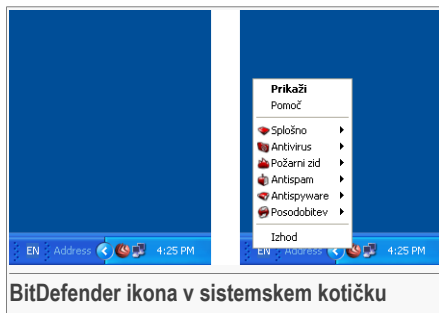 Prikaži
Pomoč
Splošno
Antivirus
Požarni zid
Antispam
Antispyware
Posodobitev
Izhod
EN Address 4:25 PM
EN Address 4:25 PM
BitDefender ikona v sistemskem kotičku